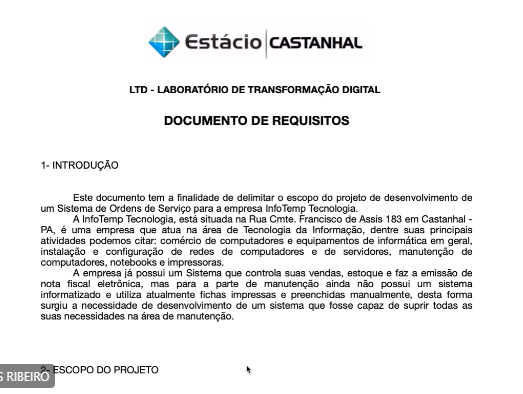 Estácio CASTANHAL
LTD - LABORATÓRIO DE TRANSFORMAÇÃO DIGITAL
DOCUMENTO DE REQUISITOS
1- INTRODUÇÃO
Este documento tem a finalidade de delimitar o escopo do projeto de desenvolvimento de
um Sistema de Ordens de Serviço para a empresa InfoTemp Tecnologia.
A InfoTemp Tecnologia, está situada na Rua Cmte. Francisco de Assis 183 em Castanhal -
PA, é uma empresa que atua na área de Tecnologia da Informação, dentre suas principais
atividades podemos citar: comércio de computadores e equipamentos de informática em geral,
instalação e configuração de redes de computadores e de servidores, manutenção de
computadores, notebooks e impressoras.
A empresa já possui um Sistema que controla suas vendas, estoque e faz a emissão de
nota fiscal eletrônica, mas para a parte de manutenção ainda não possui um sistema
informatizado e utiliza atualmente fichas impressas e preenchidas manualmente, desta forma
surgiu a necessidade de desenvolvimento de um sistema que fosse capaz de suprir todas as
suas necessidades na área de manutenção.
2- ESCOPO DO PROJETO
S RIBEIRO